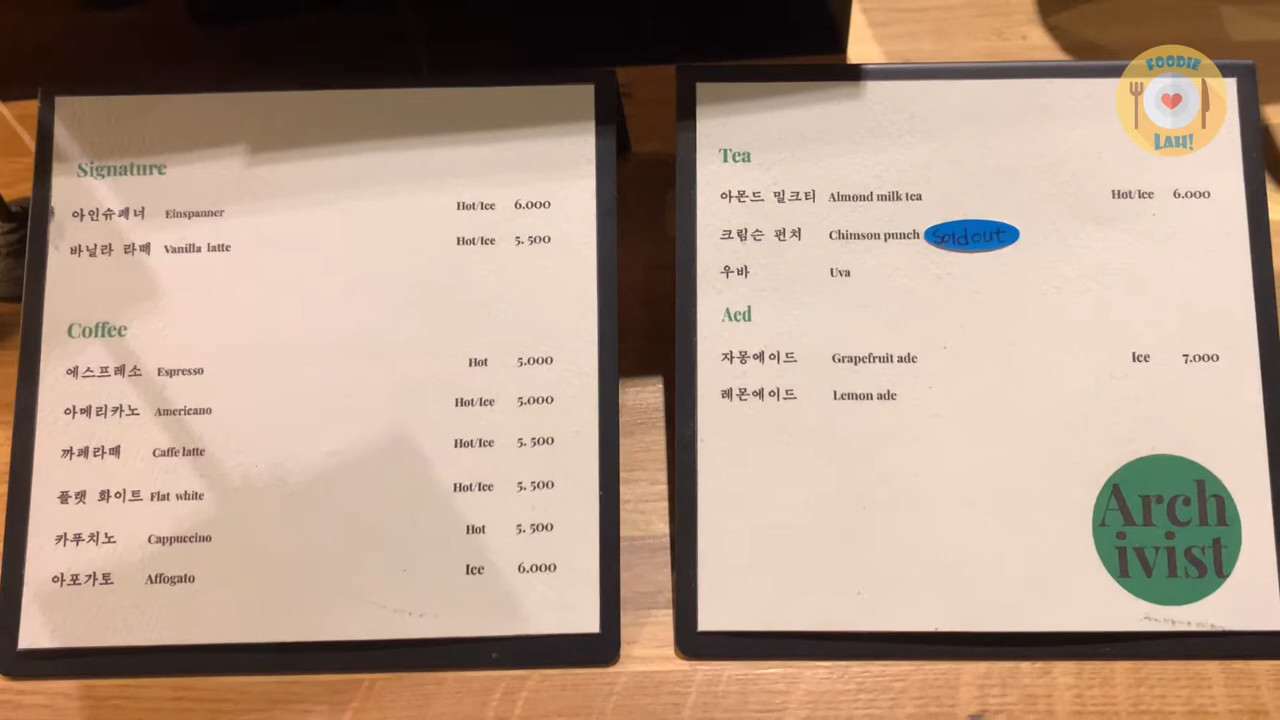 FOODIE
LAH!
Signature
아인슈페너 Einspanner Hot/Ice 6.000
바닐라 라떼 Vanilla latte Hot/Ice 5.500
Coffee
에스프레소 Espresso Hot 5.000
아메리카노 Americano Hot/Ice 5.000
까페라떼 Caffe latte Hot/Ice 5.500
플랫 화이트 Flat white Hot/Ice 5.500
카푸치노 Cappuccino Hot 5.500
아포가토 Affogato Ice 6.000
Tea
아몬드 밀크티 Almond milk tea Hot/Ice 6.000
크림슨 펀치 Chimson punch Sold out
우바 Uva
Aed
자몽에이드 Grapefruit ade Ice 7.000
레몬에이드 Lemon ade
Arch
ivist